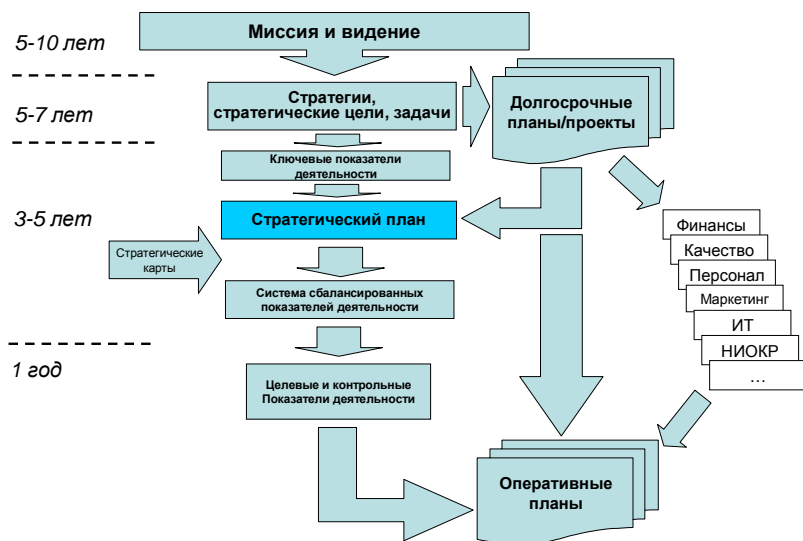 Миссия и видение
5-10 лет
Стратегии,
стратегические цели, задачи
Долгосрочные
планы/проекты
5-7 лет
Ключевые показатели
деятельности
3-5 лет
Стратегический план
Стратегические
карты
Финансы
Качество
Персонал
Маркетинг
ИТ
НИОКР
…
Система сбалансированных
показателей деятельности
1 год
Целевые и контрольные
Показатели деятельности
Оперативные
планы